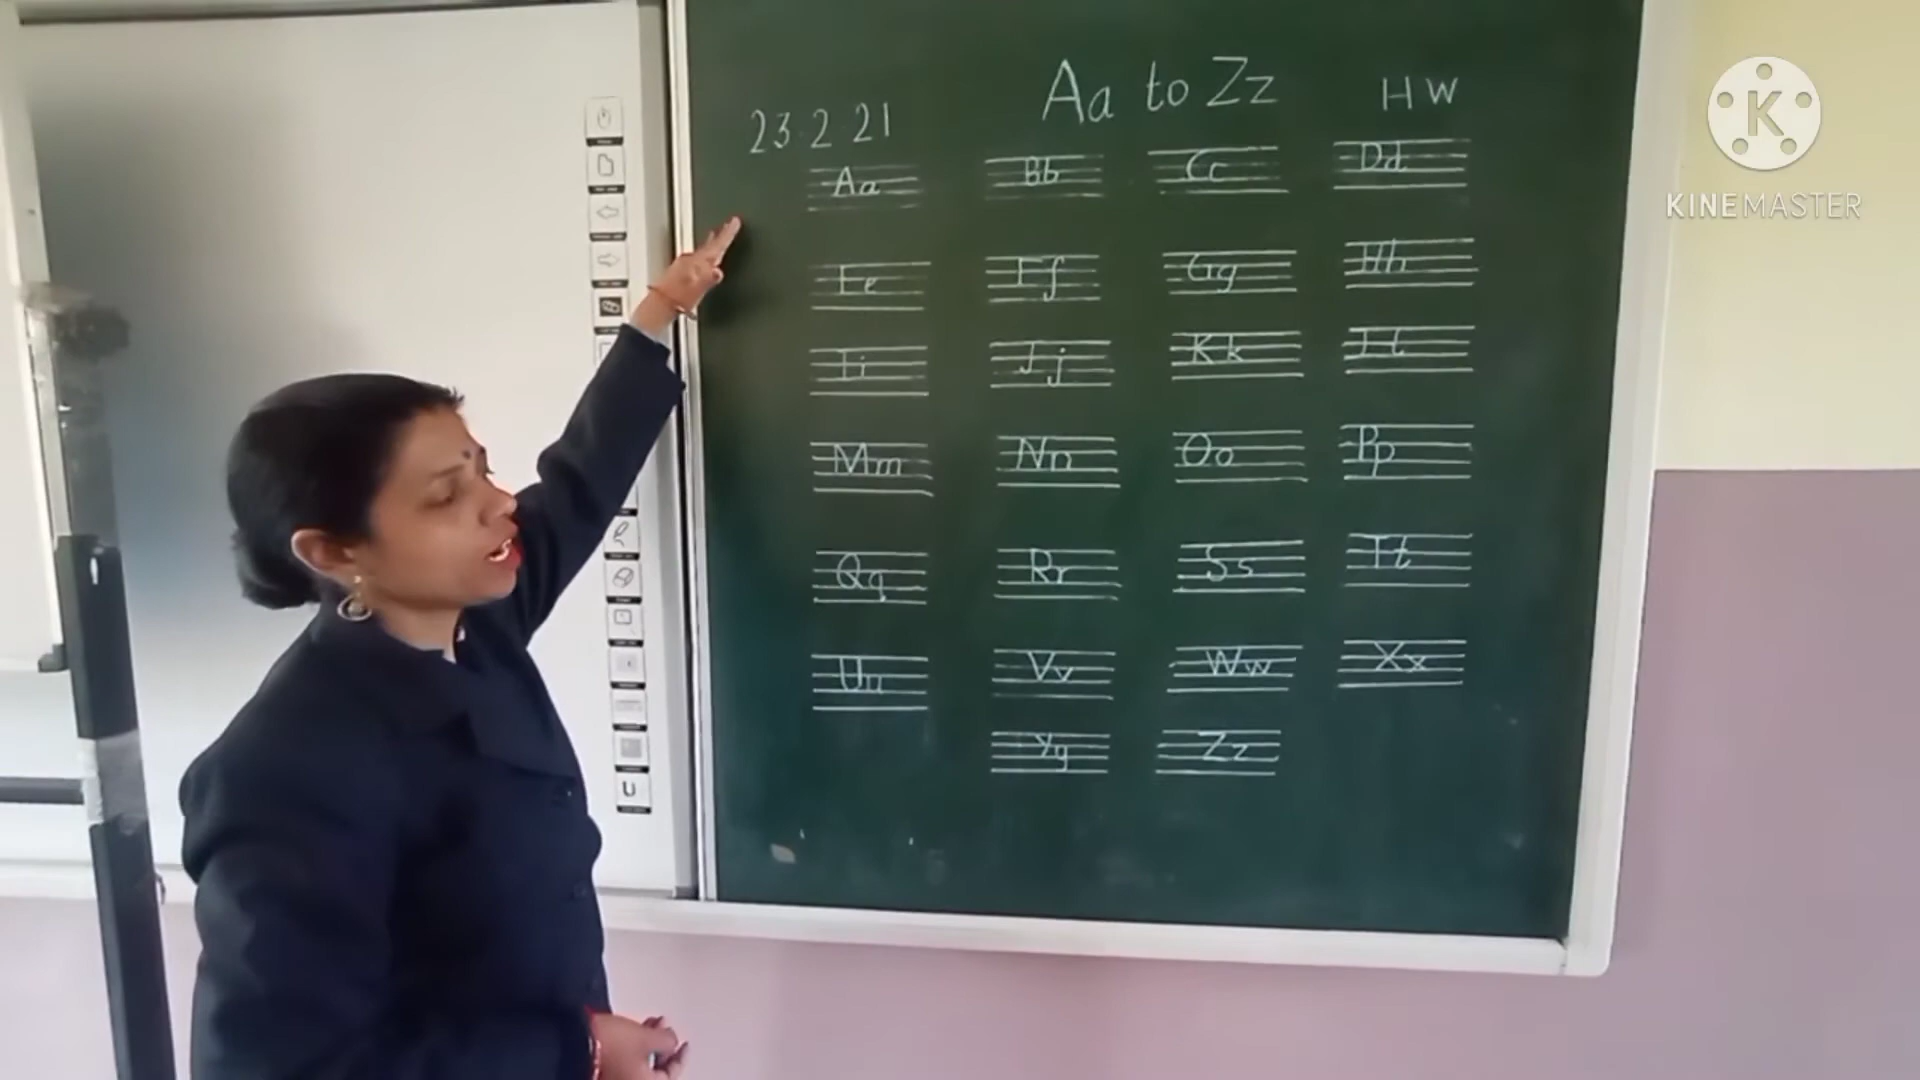 Aa to Zz HW
23.2 21
Aa Bb Cc Dd
Ee Ff Gg Hh
Ii Jj Kk Ll
Mm Nn Oo Pp
Qq Rr Ss Tt
Uu Vv Ww Xx
Yy Zz
K
KINEMASTER
U